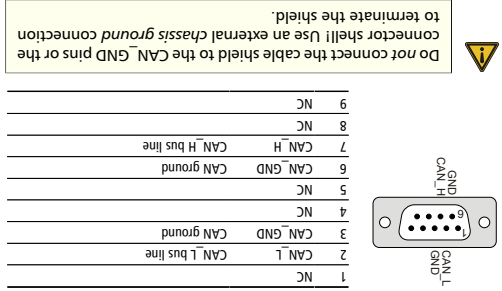 1 NC
2 CAN_L CAN_L bus line
3 CAN_GND CAN ground
4 NC
5 NC
6 CAN_GND CAN ground
7 CAN_H CAN_H bus line
8 NC
9 NC
CAN_L
GND
1
6
GND
CAN_H
Do not connect the cable shield to the CAN_GND pins or the
connector shell! Use an external chassis ground connection
to terminate the shield.